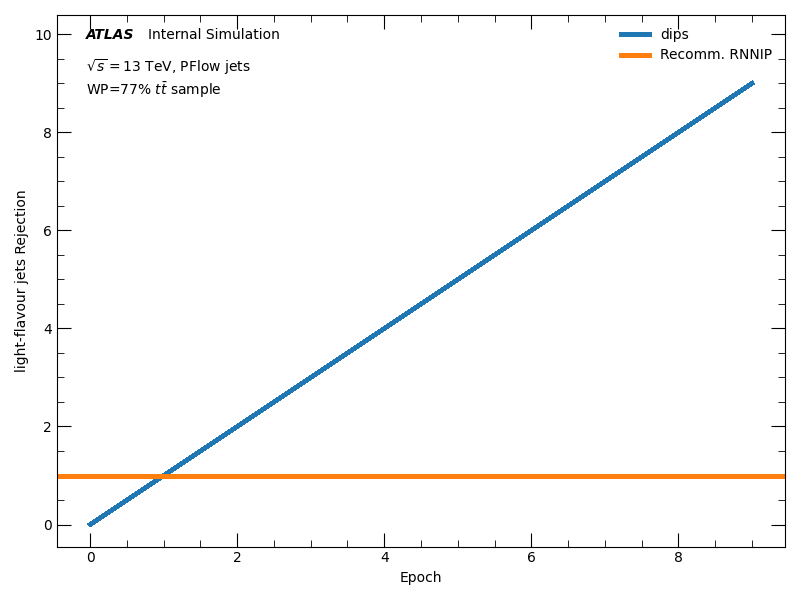 ATLAS Internal Simulation
√s = 13 TeV, PFlow jets
WP=77% tt̄ sample
dips
Recomm. RNNIP
light-flavour jets Rejection
10
8
6
4
2
0
0 2 4 6 8
Epoch